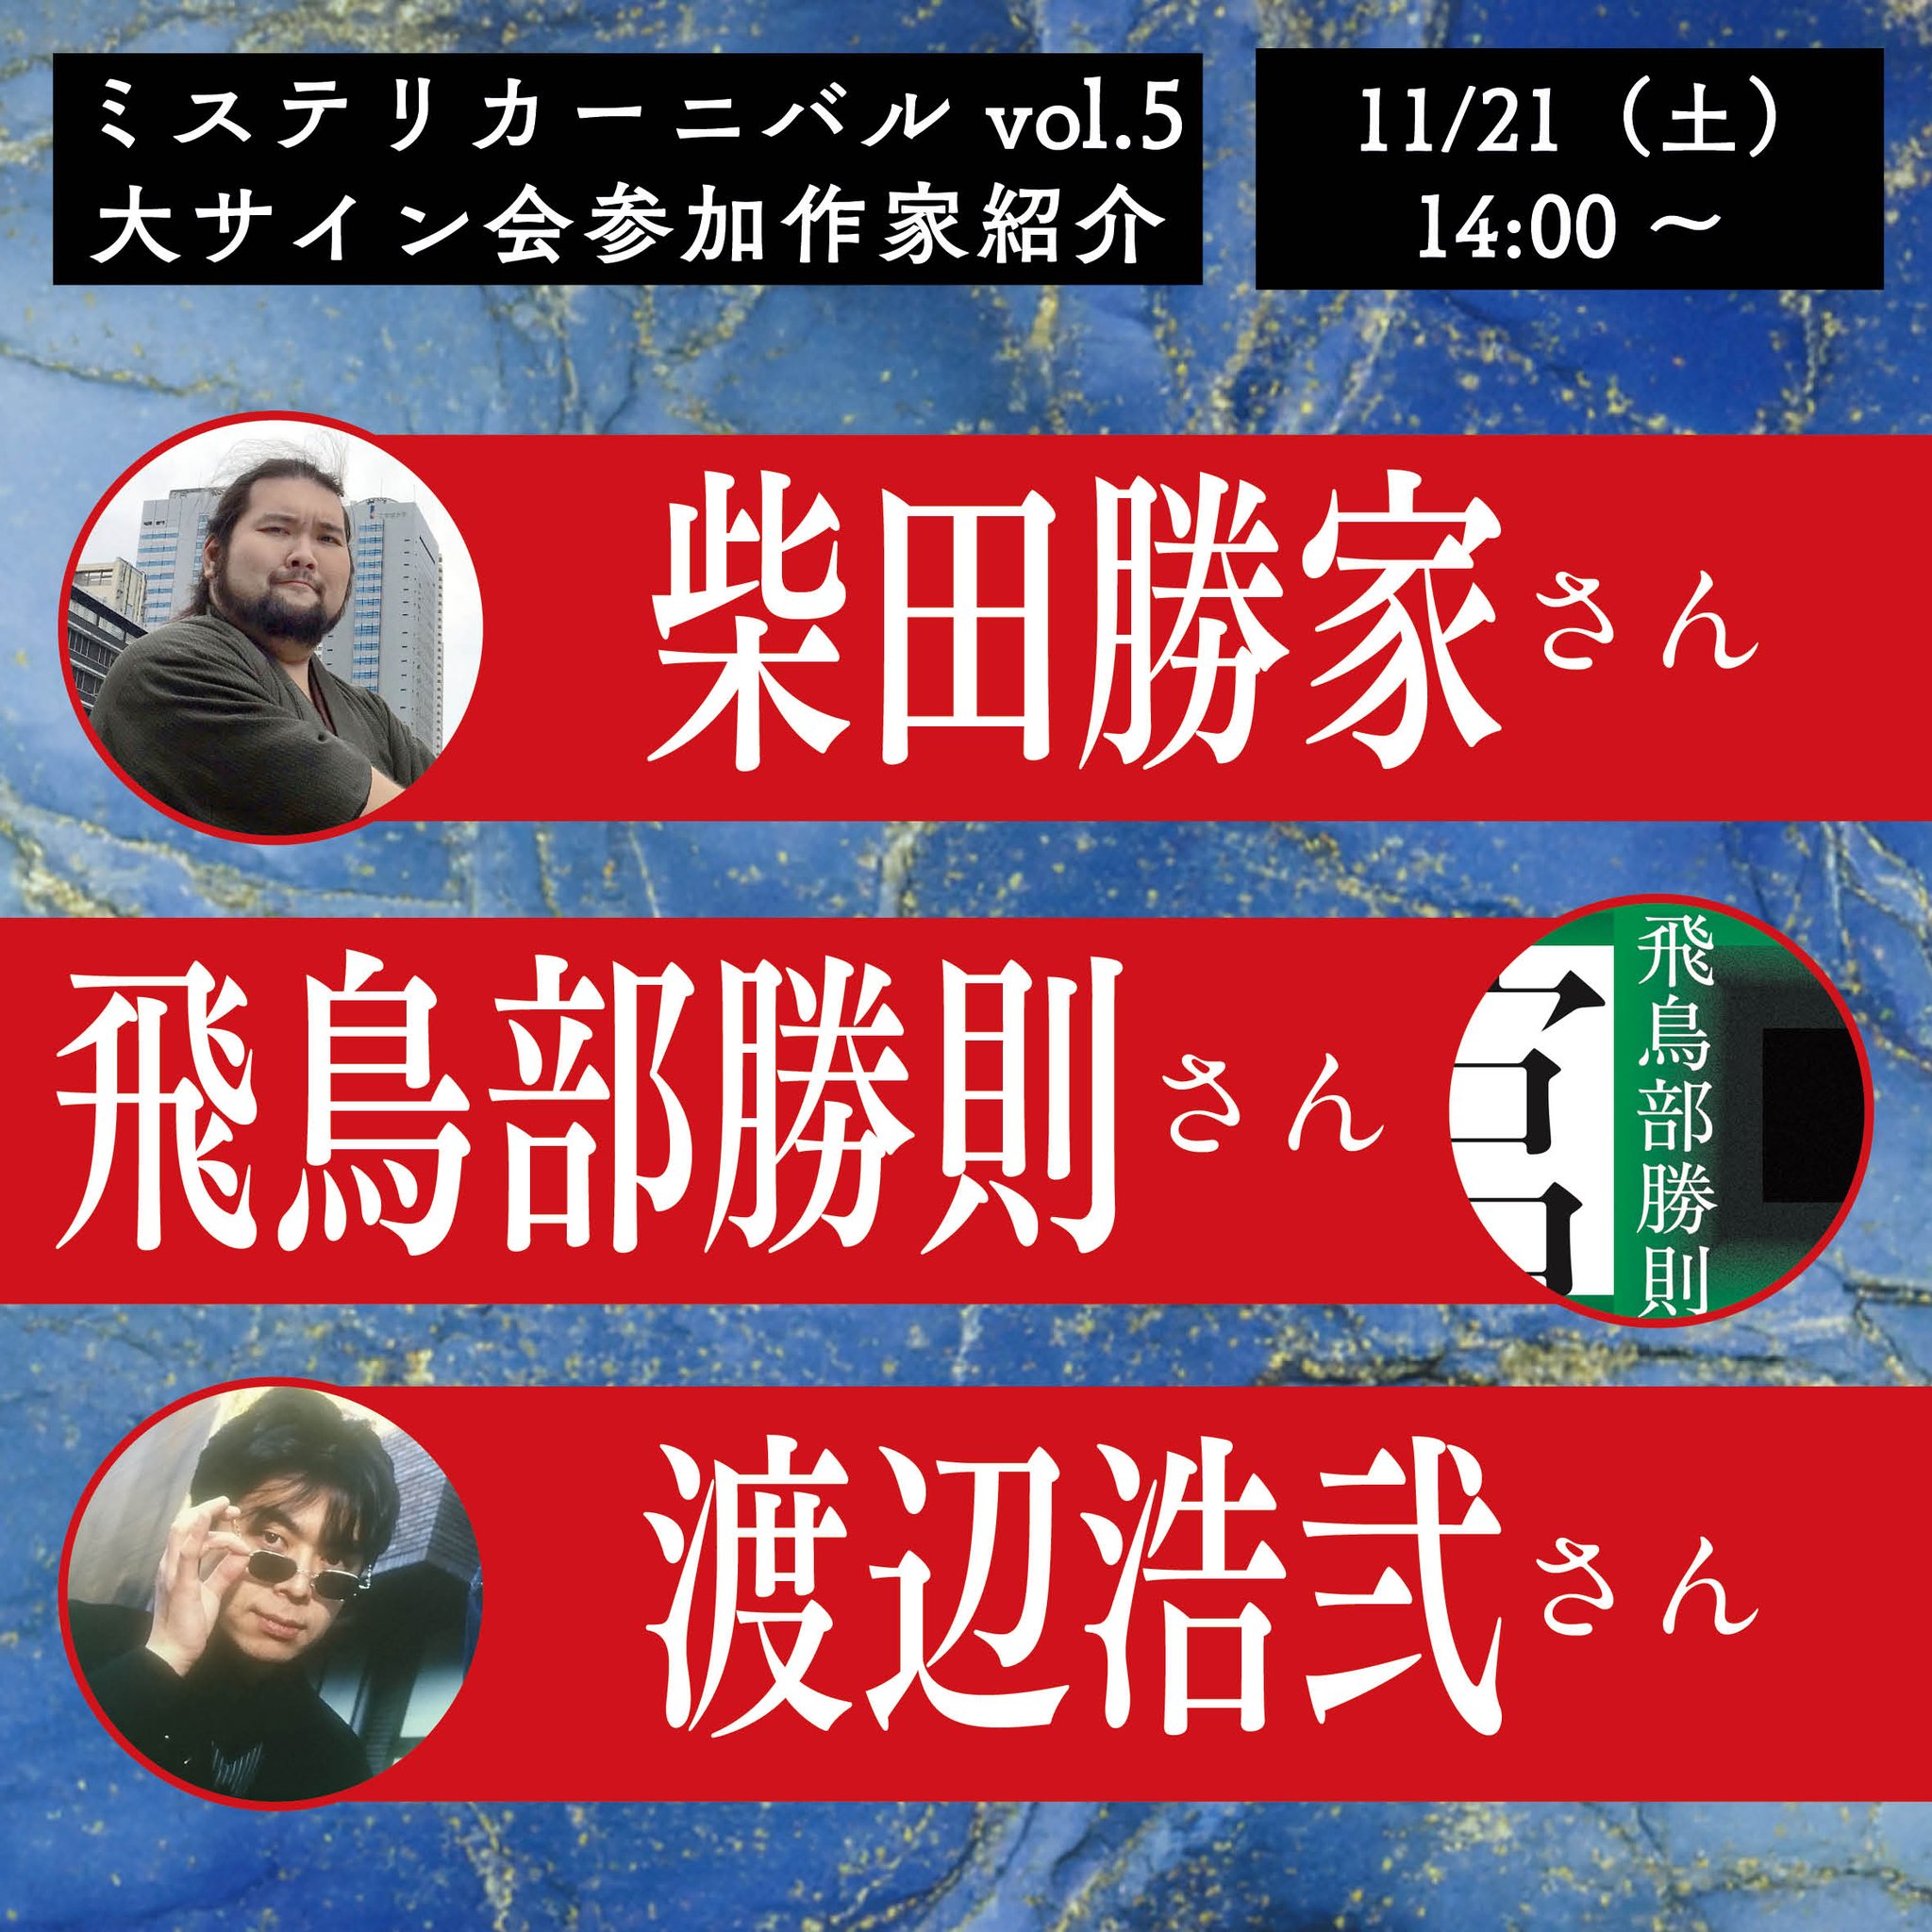 ミステリカーニバル vol.5
大サイン会参加作家紹介
11/21（土）
14:00〜
柴田勝家さん
飛鳥部勝則さん
飛鳥部勝則
渡辺浩弐さん